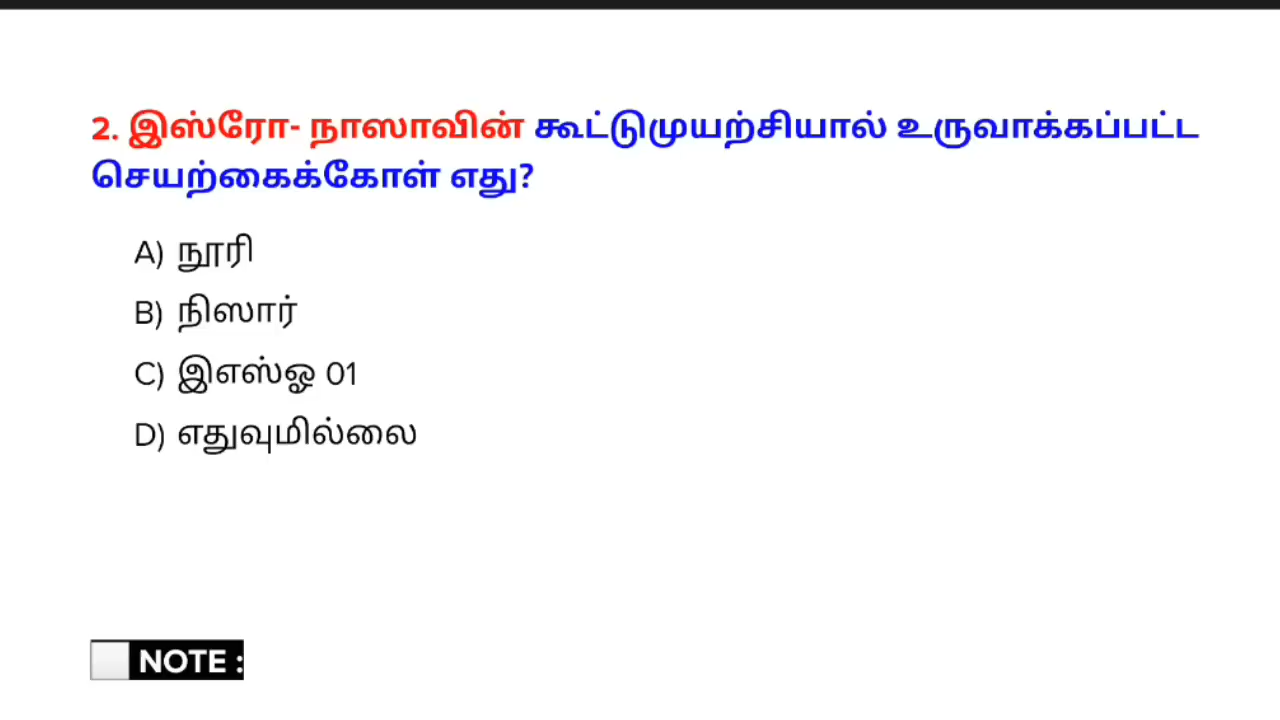 2. இஸ்ரோ- நாஸாவின் கூட்டுமுயற்சியால் உருவாக்கப்பட்ட
செயற்கைக்கோள் எது?
A) நூரி
B) நிஸார்
C) இஎஸ்ஓ 01
D) எதுவுமில்லை
NOTE :